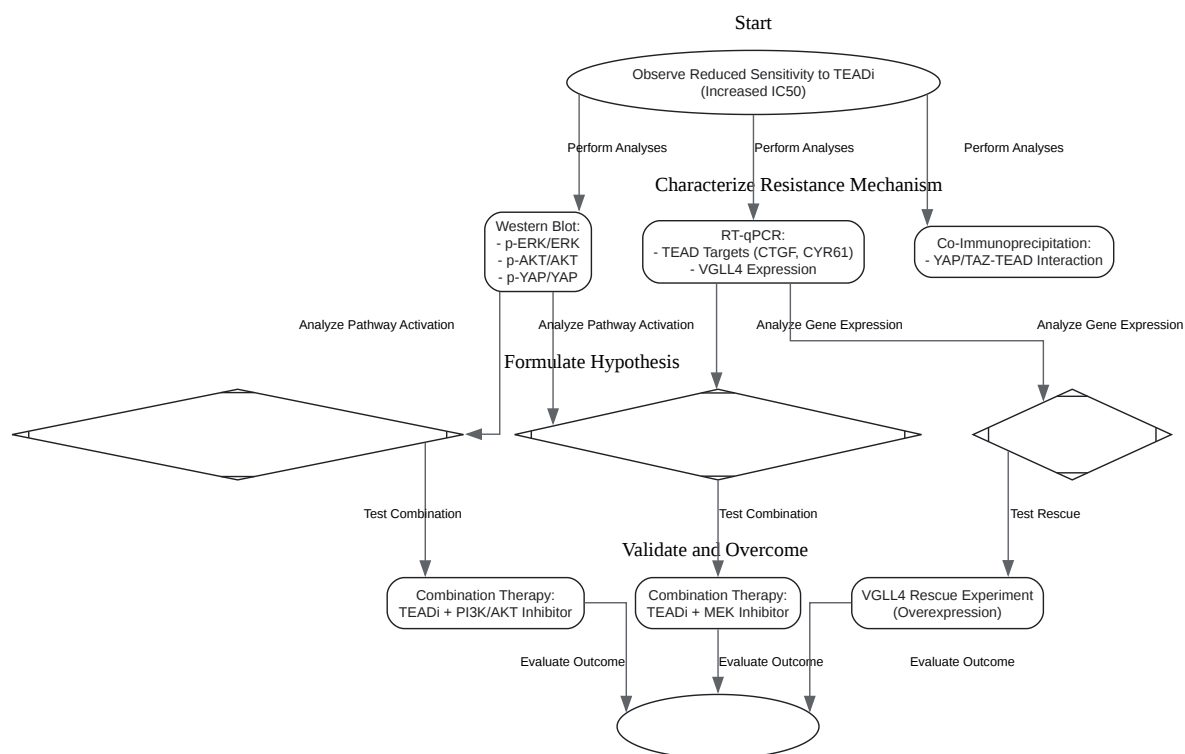 Start
Observe Reduced Sensitivity to TEADi
(Increased IC50)
Perform Analyses
Perform Analyses
Perform Analyses
Characterize Resistance Mechanism
Western Blot:
- p-ERK/ERK
- p-AKT/AKT
- p-YAP/YAP
RT-qPCR:
- TEAD Targets (CTGF, CYR61)
- VGLL4 Expression
Co-Immunoprecipitation:
- YAP/TAZ-TEAD Interaction
Analyze Pathway Activation
Analyze Pathway Activation
Analyze Gene Expression
Analyze Gene Expression
Formulate Hypothesis
Test Combination
Test Combination
Test Rescue
Validate and Overcome
Combination Therapy:
TEADi + PI3K/AKT Inhibitor
Combination Therapy:
TEADi + MEK Inhibitor
VGLL4 Rescue Experiment
(Overexpression)
Evaluate Outcome
Evaluate Outcome
Evaluate Outcome